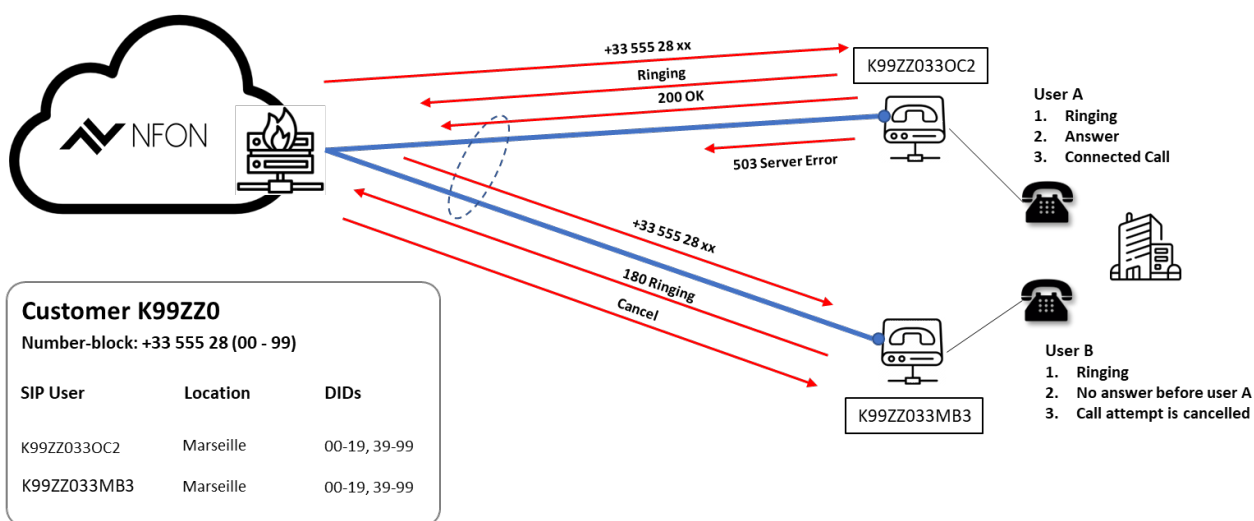 NFON
+33 555 28 xx
Ringing
200 OK
503 Server Error
K99ZZ033OC2
User A
1. Ringing
2. Answer
3. Connected Call
+33 555 28 xx
180 Ringing
Cancel
K99ZZ033MB3
User B
1. Ringing
2. No answer before user A
3. Call attempt is cancelled
Customer K99ZZ0
Number-block: +33 555 28 (00 - 99)
SIP User Location DIDs
K99ZZ033OC2 Marseille 00-19, 39-99
K99ZZ033MB3 Marseille 00-19, 39-99